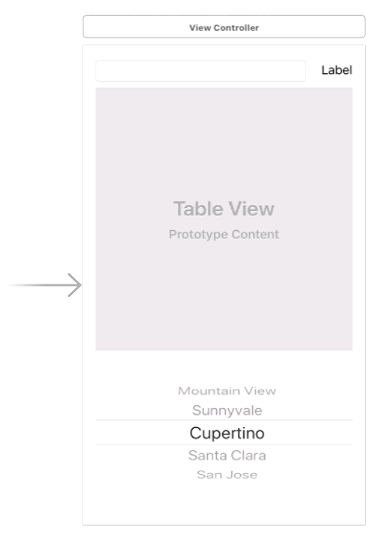 View Controller
Label
Table View
Prototype Content
Mountain View
Sunnyvale
Cupertino
Santa Clara
San Jose